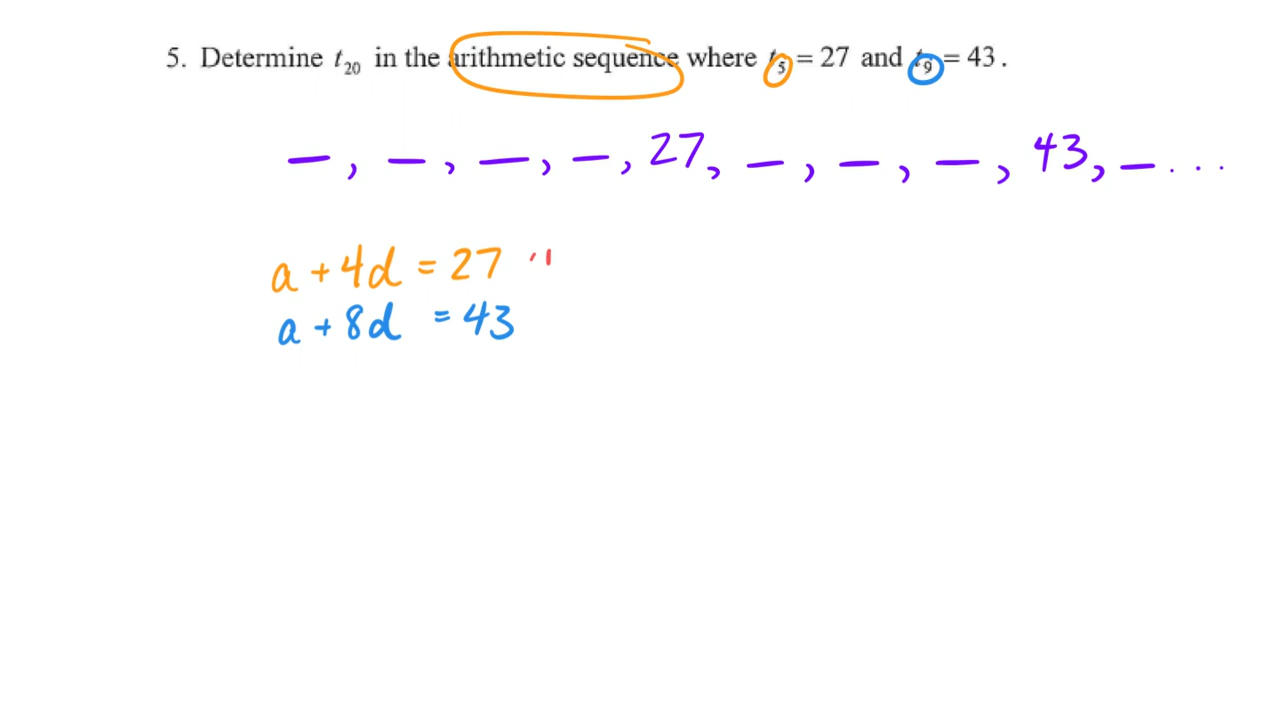 5. Determine t₂₀ in the arithmetic sequence where t₅ = 27 and t₉ = 43.
_, _, _, _, 27, _, _, _, 43, _ ...
a + 4d = 27
a + 8d = 43